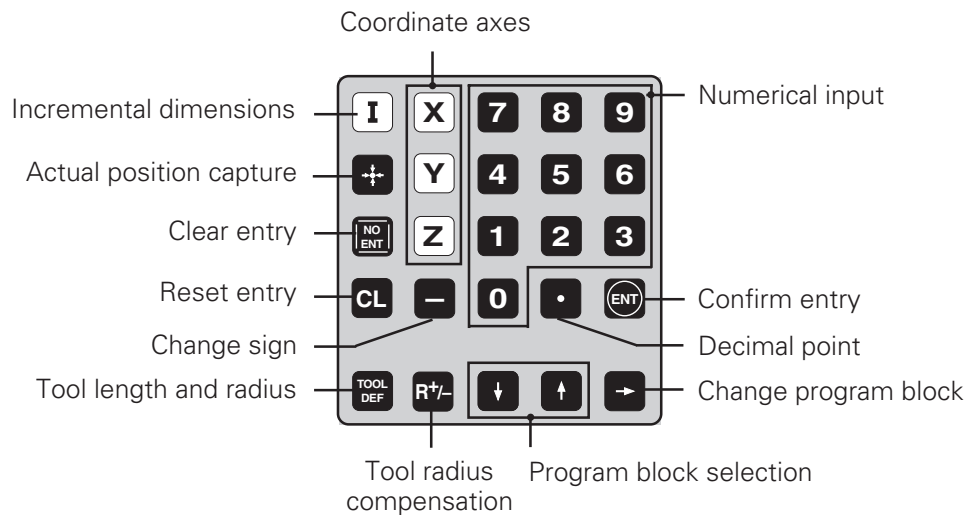 Coordinate axes
Incremental dimensions
I
X
7
8
9
Numerical input
Actual position capture
Y
4
5
6
Clear entry
NO
ENT
Z
1
2
3
Reset entry
CL
–
0
•
ENT
Confirm entry
Change sign
Decimal point
Tool length and radius
TOOL
DEF
R+/–
↓
↑
→
Change program block
Tool radius
compensation
Program block selection